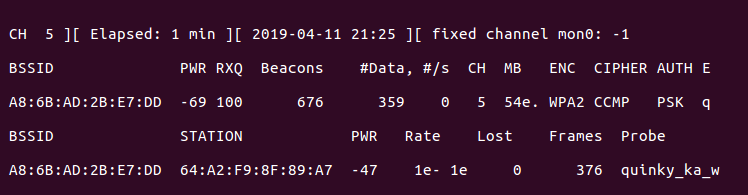 CH  5 ][ Elapsed: 1 min ][ 2019-04-11 21:25 ][ fixed channel mon0: -1
BSSID              PWR RXQ  Beacons    #Data, #/s  CH  MB   ENC  CIPHER AUTH E
A8:6B:AD:2B:E7:DD  -69 100      676      359    0   5  54e. WPA2 CCMP   PSK  q
BSSID              STATION            PWR   Rate    Lost    Frames  Probe
A8:6B:AD:2B:E7:DD  64:A2:F9:8F:89:A7  -47    1e- 1e     0      376  quinky_ka_w